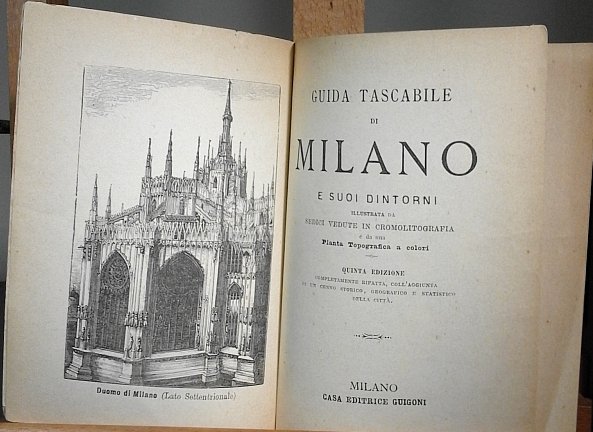 Duomo di Milano (Lato Settentrionale)
GUIDA TASCABILE
DI
MILANO
E SUOI DINTORNI
ILLUSTRATA DA
SEDICI VEDUTE IN CROMOLITOGRAFIA
e da una
Pianta Topografica a colori
QUINTA EDIZIONE
COMPLETAMENTE RIFATTA, COLL'AGGIUNTA
DI UN CENNO STORICO, GEOGRAFICO E STATISTICO
DELLA CITTÀ.
MILANO
CASA EDITRICE GUIGONI